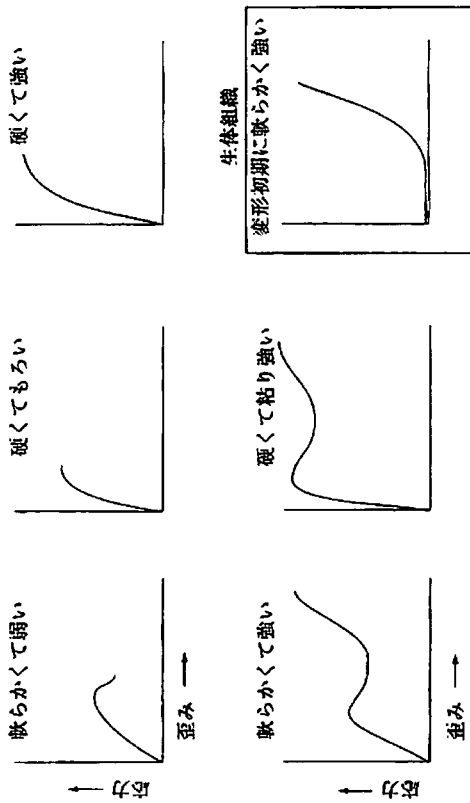 軟らかくて弱い
硬くてもろい
硬くて強い
応力
歪み
軟らかくて強い
硬くて粘り強い
生体組織
変形初期に軟らかく強い
応力
歪み